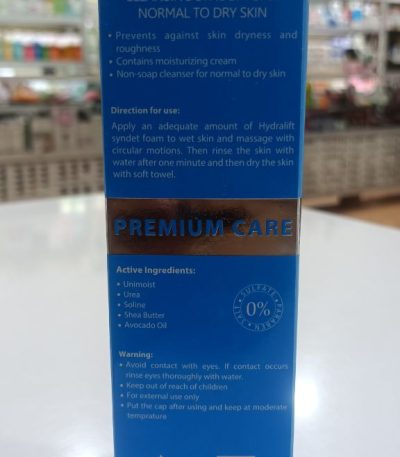 NORMAL TO DRY SKIN
• Prevents against skin dryness and
roughness
• Contains moisturizing cream
• Non-soap cleanser for normal to dry skin
Direction for use:
Apply an adequate amount of Hydralift
syndet foam to wet skin and massage with
circular motions. Then rinse the skin with
water after one minute and then dry the skin
with soft towel.
PREMIUM CARE
Active Ingredients:
• Unimoist
• Urea
• Soline
• Shea Butter
• Avocado Oil
SULFATE
PARABEN
TALC
0%
Warning:
• Avoid contact with eyes. If contact occurs
rinse eyes thoroughly with water.
• Keep out of reach of children
• For external use only
• Put the cap after using and keep at moderate
temprature